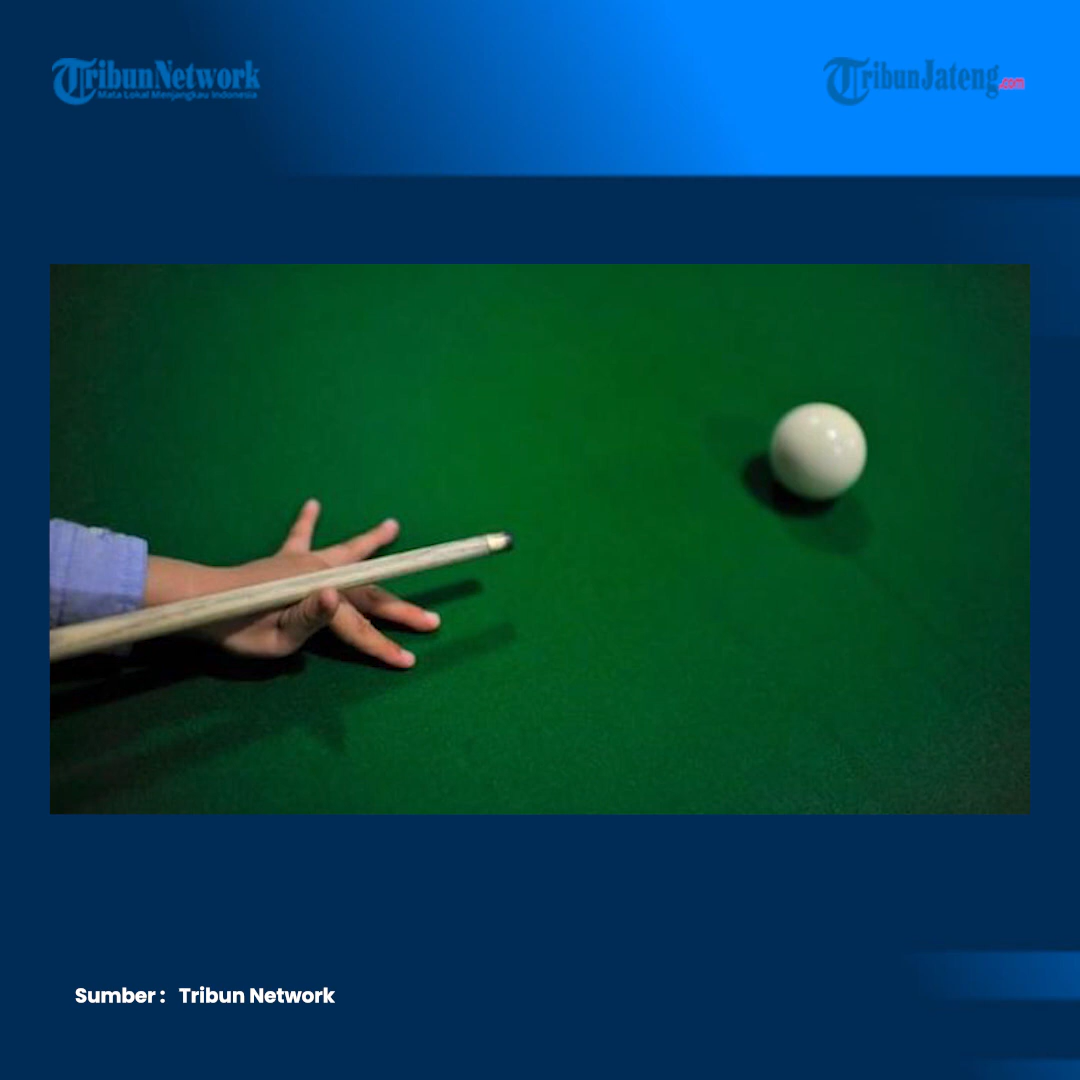 TribunNetwork
Mata Lokal Menjangkau Indonesia
TribunJateng.com
Sumber : Tribun Network